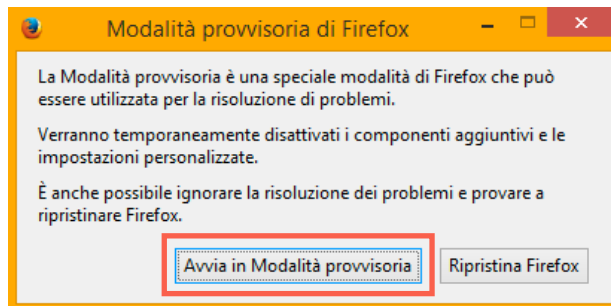 Modalità provvisoria di Firefox
La Modalità provvisoria è una speciale modalità di Firefox che può
essere utilizzata per la risoluzione di problemi.
Verranno temporaneamente disattivati i componenti aggiuntivi e le
impostazioni personalizzate.
È anche possibile ignorare la risoluzione dei problemi e provare a
ripristinare Firefox.
Avvia in Modalità provvisoria
Ripristina Firefox